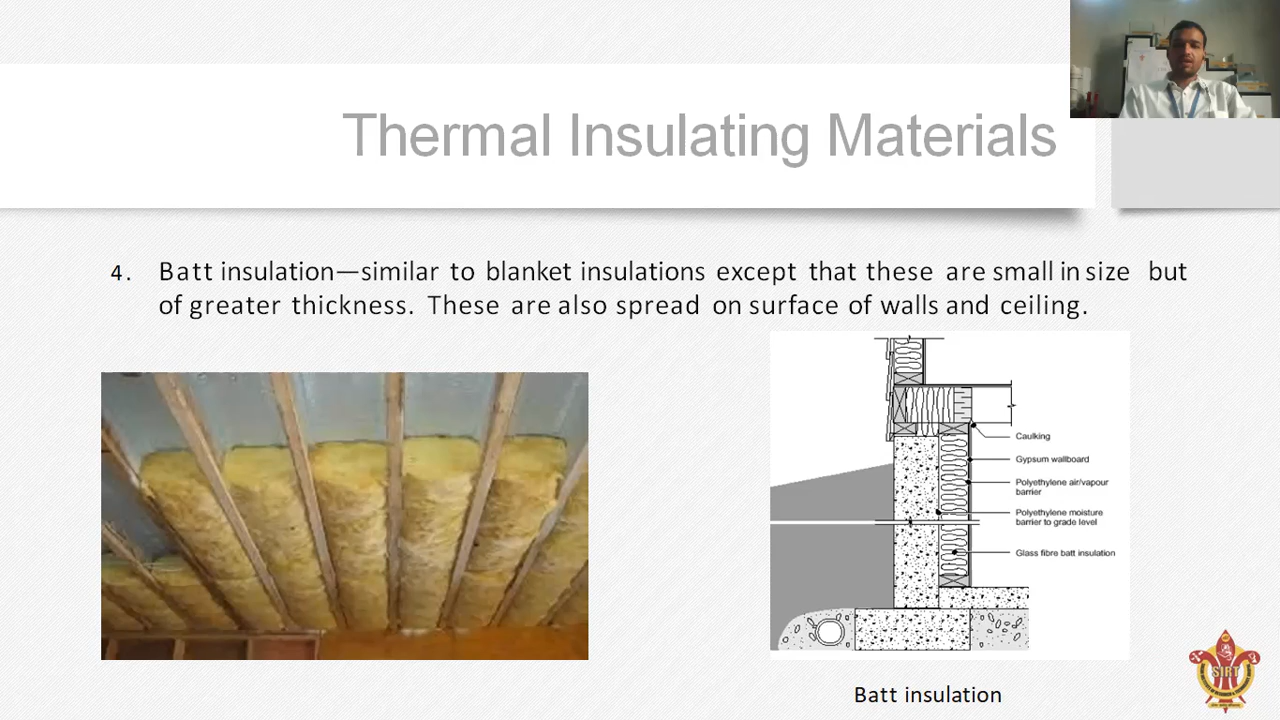 Thermal Insulating Materials
4. Batt insulation—similar to blanket insulations except that these are small in size but
of greater thickness. These are also spread on surface of walls and ceiling.
Caulking
Gypsum wallboard
Polyethylene air/vapour
barrier
Polyethylene moisture
barrier to grade level
Glass fibre batt insulation
Batt insulation
SIRT